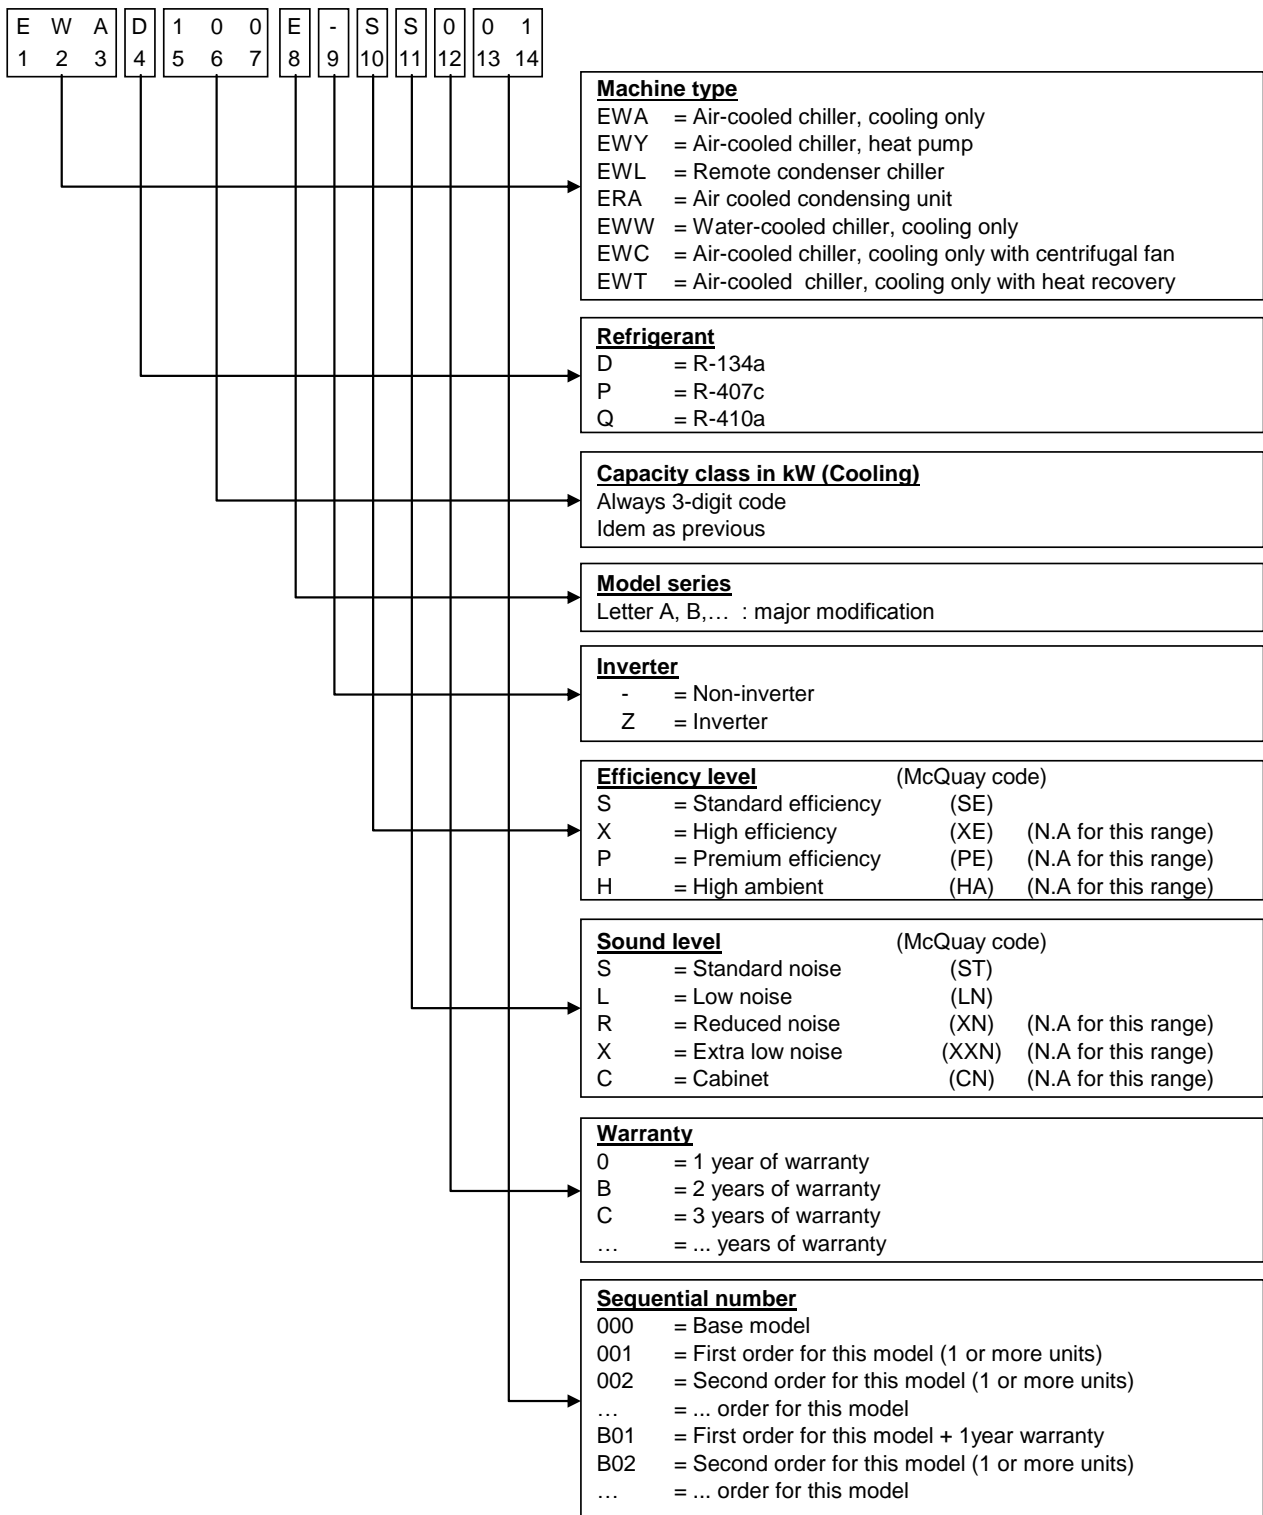 E W A D 1 0 0 E - S S 0 0 1
1 2 3 4 5 6 7 8 9 10 11 12 13 14
Machine type
EWA = Air-cooled chiller, cooling only
EWY = Air-cooled chiller, heat pump
EWL = Remote condenser chiller
ERA = Air cooled condensing unit
EWW = Water-cooled chiller, cooling only
EWC = Air-cooled chiller, cooling only with centrifugal fan
EWT = Air-cooled chiller, cooling only with heat recovery
Refrigerant
D = R-134a
P = R-407c
Q = R-410a
Capacity class in kW (Cooling)
Always 3-digit code
Idem as previous
Model series
Letter A, B,… : major modification
Inverter
- = Non-inverter
Z = Inverter
Efficiency level (McQuay code)
S = Standard efficiency (SE)
X = High efficiency (XE) (N.A for this range)
P = Premium efficiency (PE) (N.A for this range)
H = High ambient (HA) (N.A for this range)
Sound level (McQuay code)
S = Standard noise (ST)
L = Low noise (LN)
R = Reduced noise (XN) (N.A for this range)
X = Extra low noise (XXN) (N.A for this range)
C = Cabinet (CN) (N.A for this range)
Warranty
0 = 1 year of warranty
B = 2 years of warranty
C = 3 years of warranty
… = ... years of warranty
Sequential number
000 = Base model
001 = First order for this model (1 or more units)
002 = Second order for this model (1 or more units)
… = ... order for this model
B01 = First order for this model + 1year warranty
B02 = Second order for this model (1 or more units)
… = ... order for this model